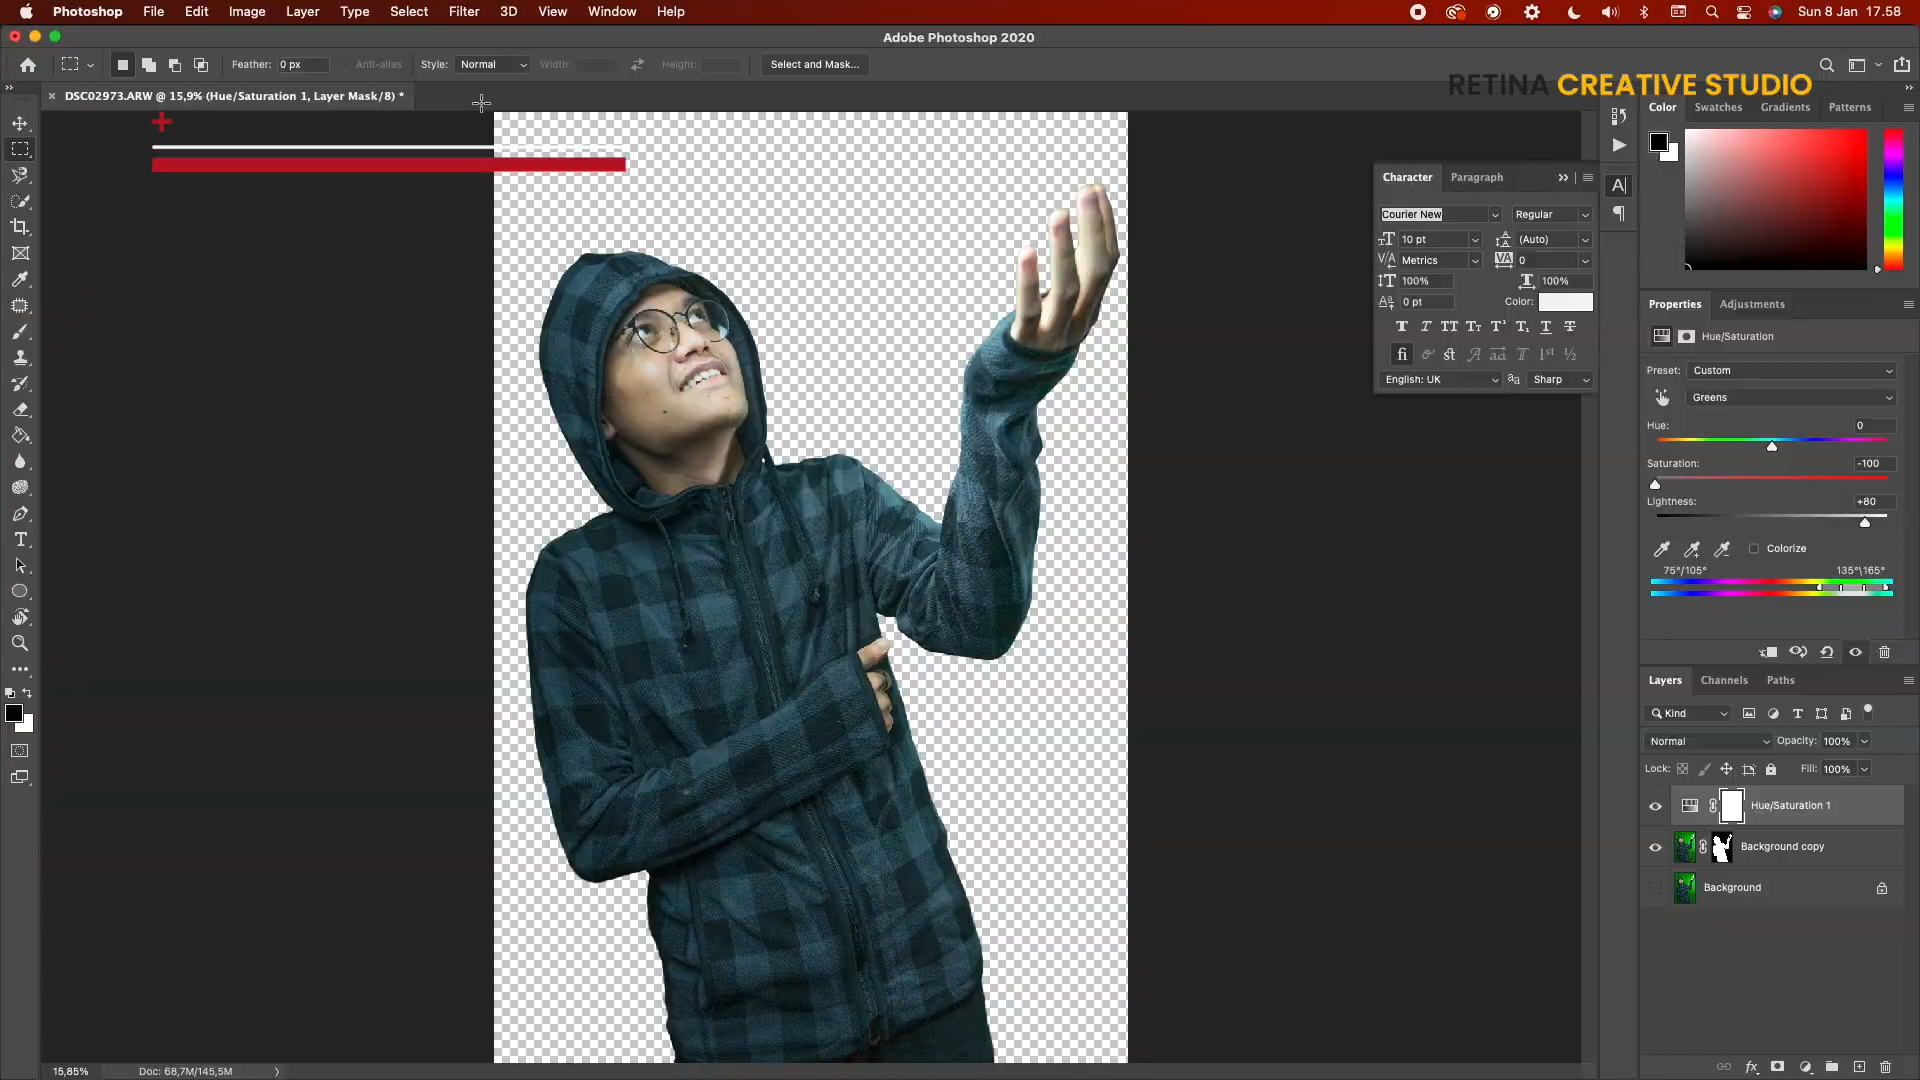 Photoshop File Edit Image Layer Type Select Filter 3D View Window Help Sun 8 Jan 17.58
Adobe Photoshop 2020
Feather: 0 px Anti-alias Style: Normal Width: Height: Select and Mask...
RETINA CREATIVE STUDIO
× DSC02973.ARW @ 15,9% (Hue/Saturation 1, Layer Mask/8) *
Color Swatches Gradients Patterns
Character Paragraph
Courier New Regular
10 pt (Auto)
Metrics 0
100% 100%
0 pt Color:
English: UK Sharp
Properties Adjustments
Hue/Saturation
Preset: Custom
Greens
Hue: 0
Saturation: -100
Lightness: +80
Colorize
75°/105° 135°\165°
Layers Channels Paths
Kind
Normal Opacity: 100%
Lock: Fill: 100%
Hue/Saturation 1
Background copy
Background
15,85% Doc: 68,7M/145,5M